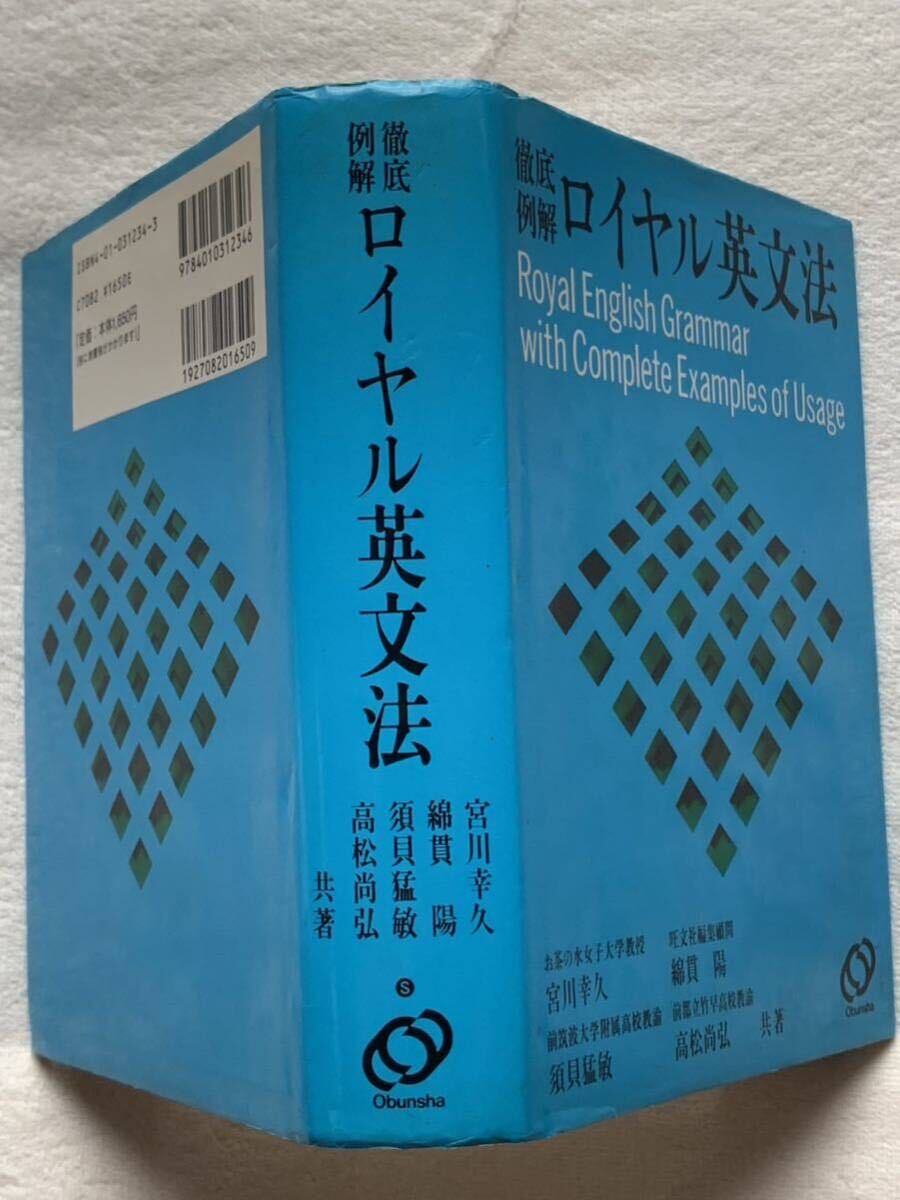 徹底
例解
ロイヤル英文法
Royal English Grammar
with Complete Examples of Usage
お茶の水女子大学教授
宮川幸久
旺文社編集顧問
綿貫 陽
前筑波大学附属高校教諭
須貝猛敏
前都立竹早高校教諭
高松尚弘
共著
Obunsha
徹底
例解
ロイヤル英文法
宮川幸久
綿貫 陽
須貝猛敏
高松尚弘
共著
S
Obunsha
ISBN4-01-031234-3
C7082 ¥1650E
9784010312346
1927082016509